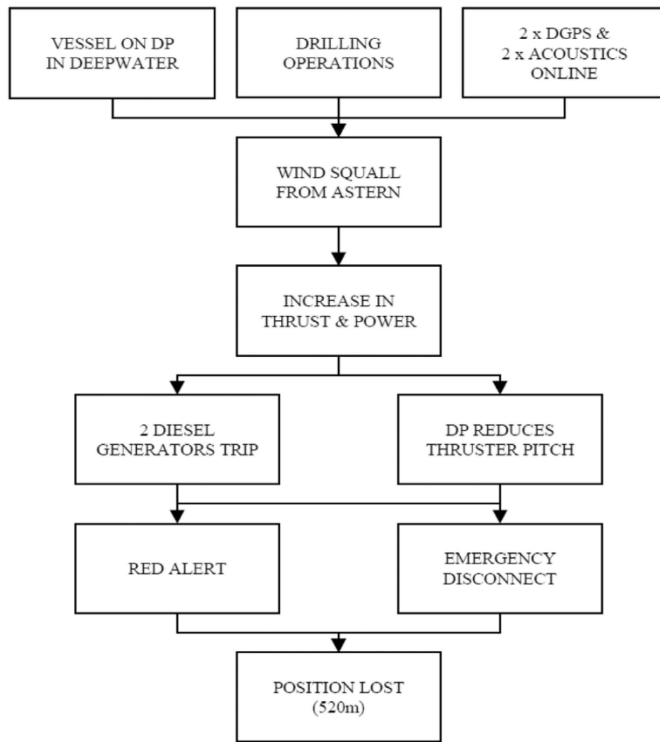 VESSEL ON DP
IN DEEPWATER
DRILLING
OPERATIONS
2 x DGPS &
2 x ACOUSTICS
ONLINE
WIND SQUALL
FROM ASTERN
INCREASE IN
THRUST & POWER
2 DIESEL
GENERATORS TRIP
DP REDUCES
THRUSTER PITCH
RED ALERT
EMERGENCY
DISCONNECT
POSITION LOST
(520m)